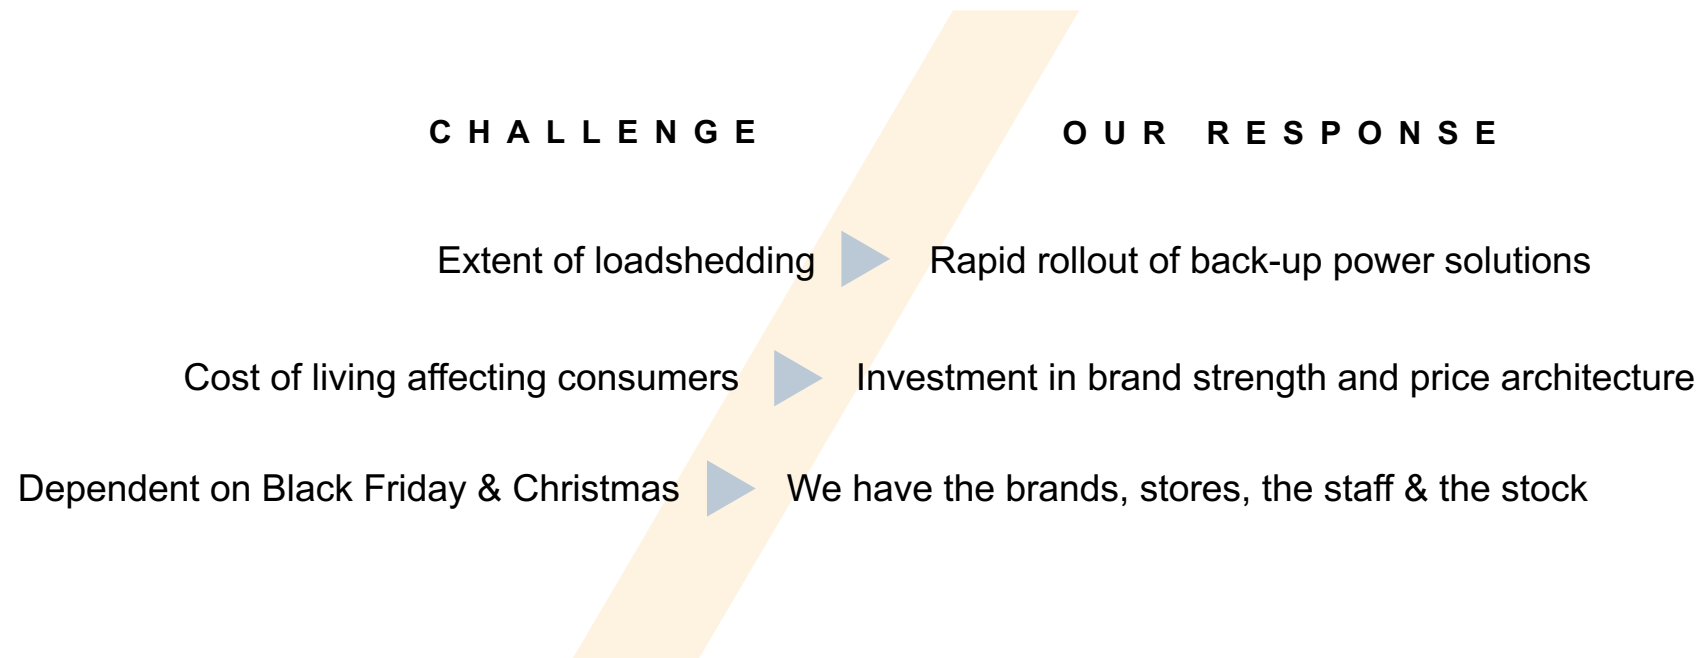 CHALLENGE
OUR RESPONSE
Extent of loadshedding
Rapid rollout of back-up power solutions
Cost of living affecting consumers
Investment in brand strength and price architecture
Dependent on Black Friday & Christmas
We have the brands, stores, the staff & the stock